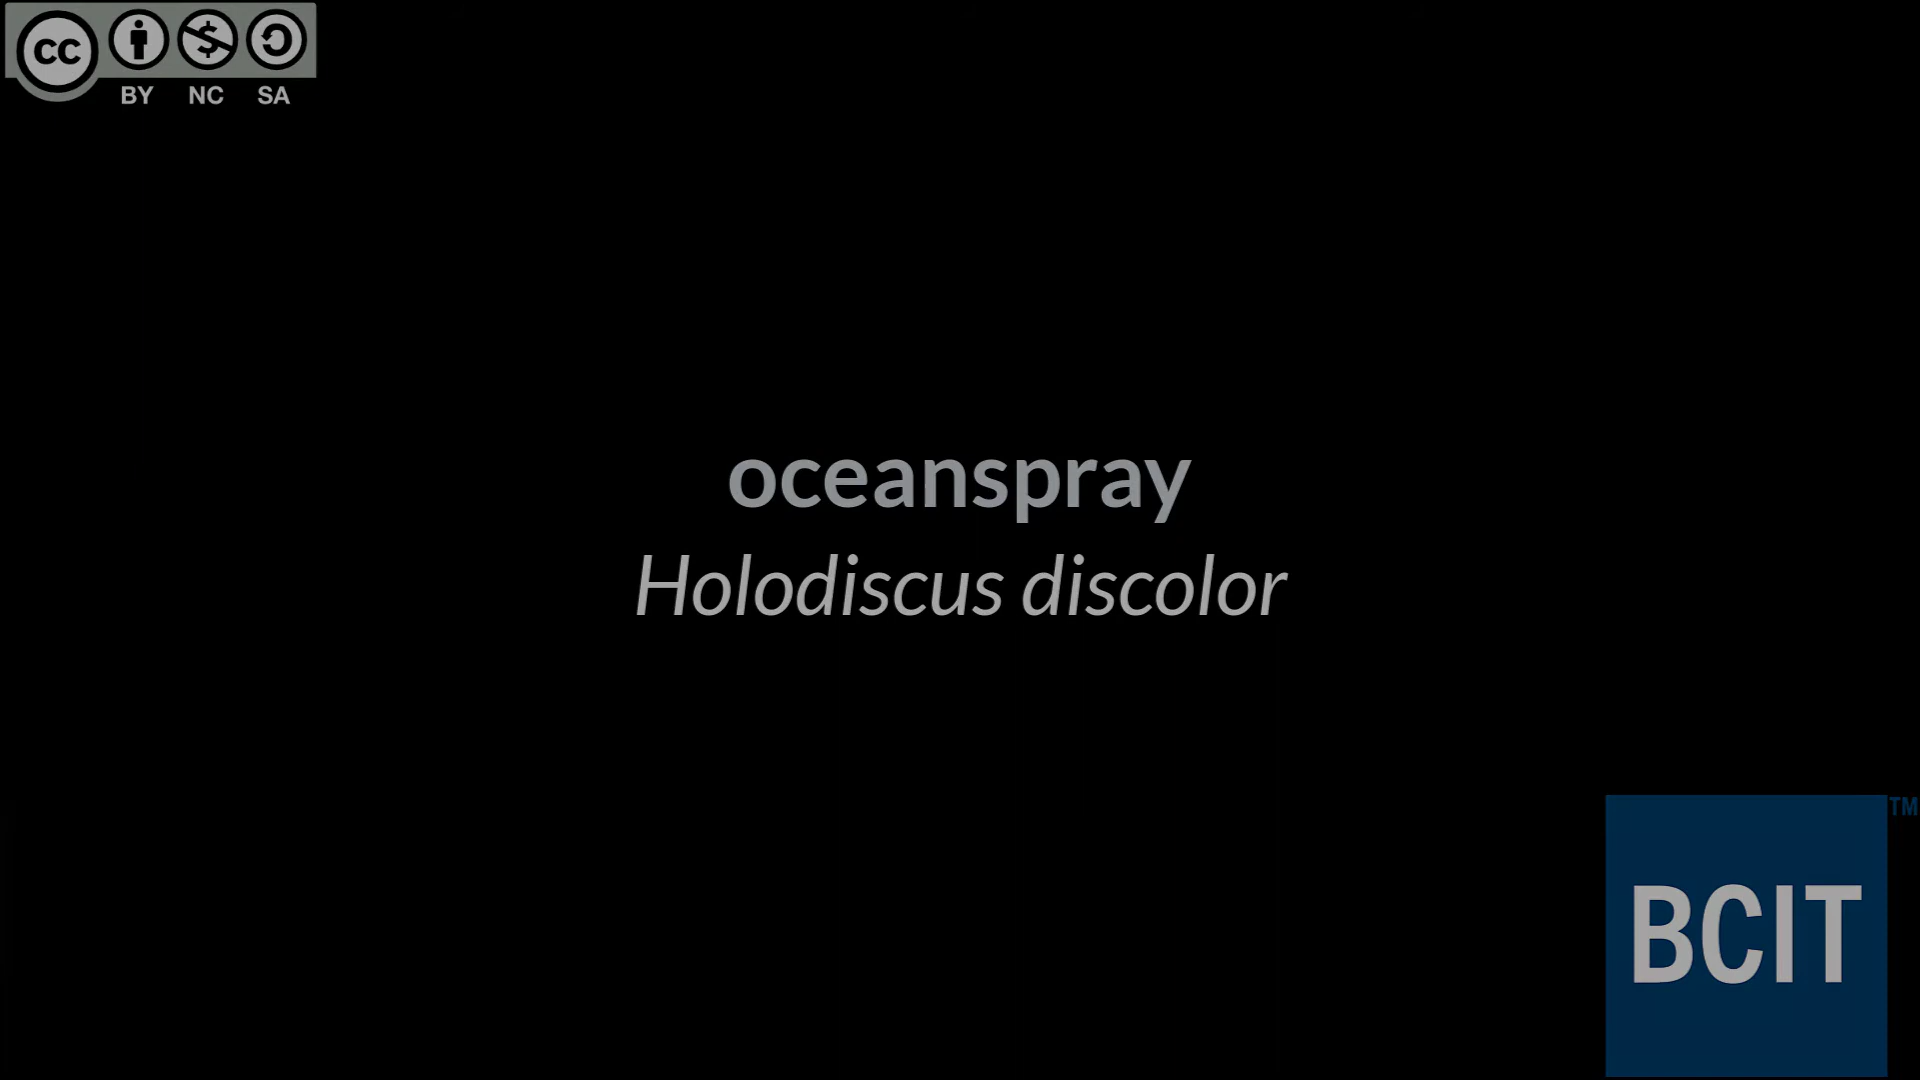 CC
BY NC SA
oceanspray
Holodiscus discolor
TM
BCIT